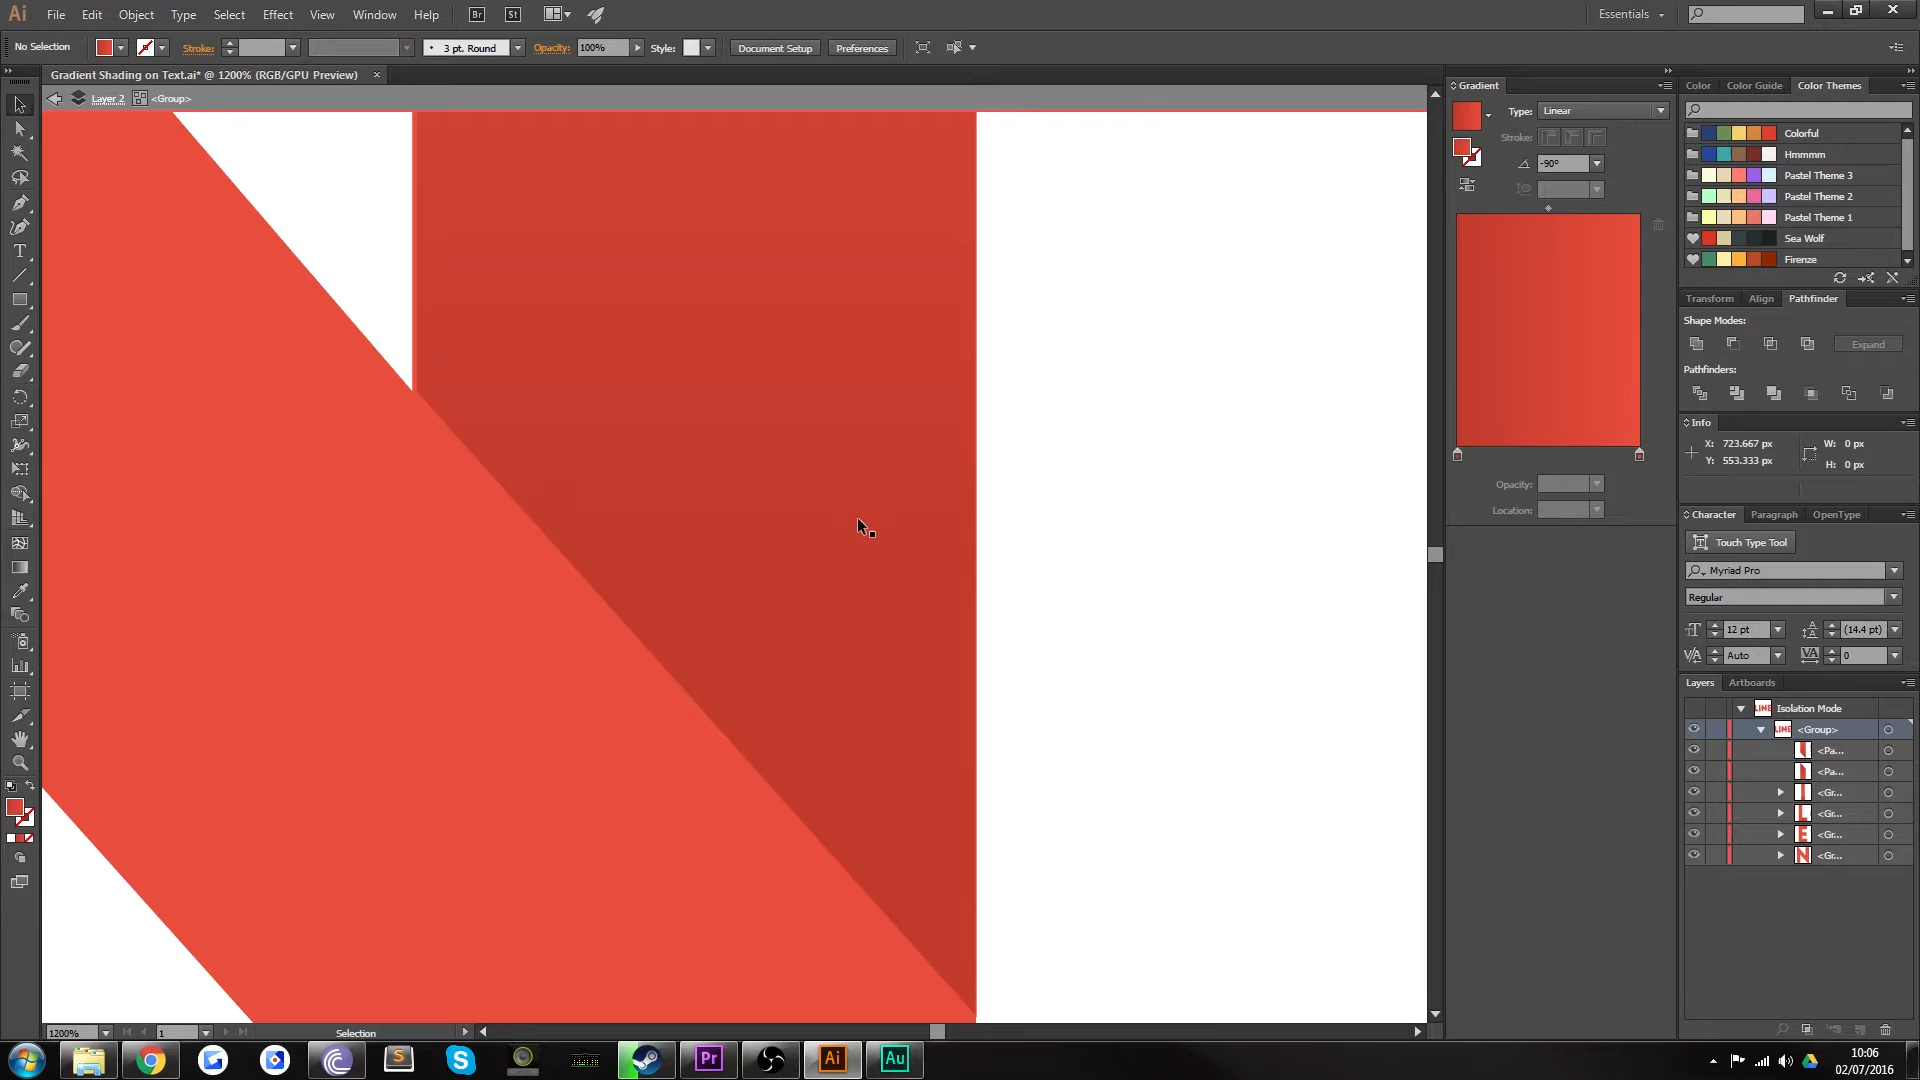 Ai File Edit Object Type Select Effect View Window Help Br St Essentials
No Selection Stroke: 3 pt. Round Opacity: 100% Style: Document Setup Preferences
Gradient Shading on Text.ai* @ 1200% (RGB/GPU Preview)
Layer 2 <Group>
Gradient
Type: Linear
Stroke:
-90°
Opacity:
Location:
Color Color Guide Color Themes
Colorful
Hmmmm
Pastel Theme 3
Pastel Theme 2
Pastel Theme 1
Sea Wolf
Firenze
Transform Align Pathfinder
Shape Modes:
Expand
Pathfinders:
Info
X: 723.667 px W: 0 px
Y: 553.333 px H: 0 px
Character Paragraph OpenType
Touch Type Tool
Myriad Pro
Regular
12 pt (14.4 pt)
Auto 0
Layers Artboards
LINE Isolation Mode
LINE <Group>
<Pa...
<Pa...
I <Gr...
L <Gr...
E <Gr...
N <Gr...
1200% 1 Selection
S Pr Ai Au
10:06
02/07/2016